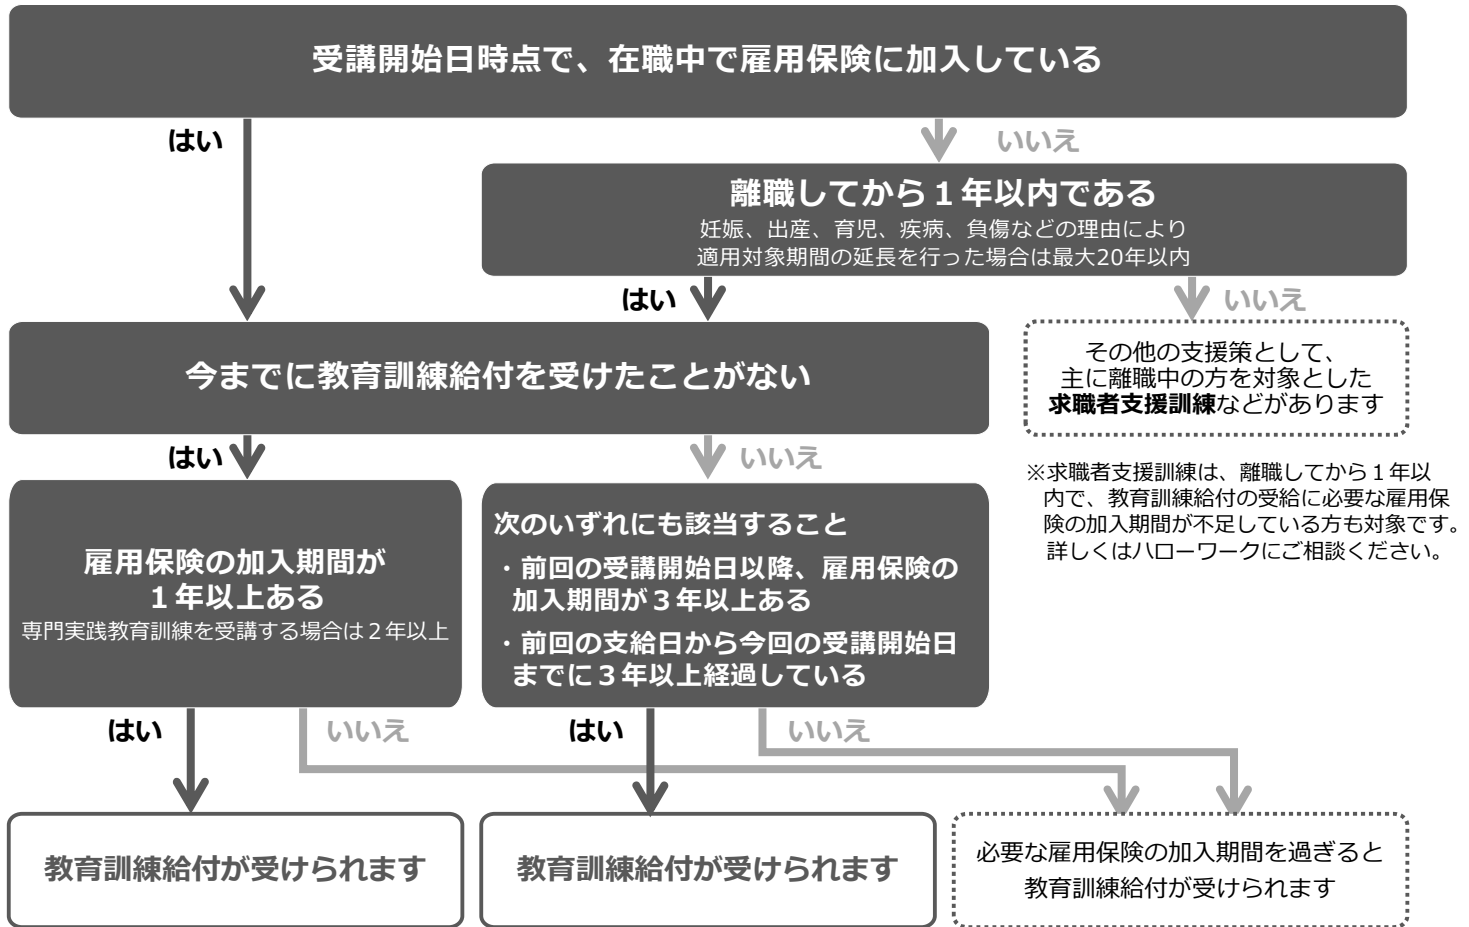 受講開始日時点で、在職中で雇用保険に加入している
はい
いいえ
離職してから１年以内である
妊娠、出産、育児、疾病、負傷などの理由により
適用対象期間の延長を行った場合は最大20年以内
はい
いいえ
今までに教育訓練給付を受けたことがない
その他の支援策として、
主に離職中の方を対象とした
求職者支援訓練などがあります
※求職者支援訓練は、離職してから１年以
内で、教育訓練給付の受給に必要な雇用保
険の加入期間が不足している方も対象です。
詳しくはハローワークにご相談ください。
はい
いいえ
雇用保険の加入期間が
１年以上ある
専門実践教育訓練を受講する場合は２年以上
次のいずれにも該当すること
・前回の受講開始日以降、雇用保険の
加入期間が３年以上ある
・前回の支給日から今回の受講開始日
までに３年以上経過している
はい
いいえ
はい
いいえ
教育訓練給付が受けられます
教育訓練給付が受けられます
必要な雇用保険の加入期間を過ぎると
教育訓練給付が受けられます